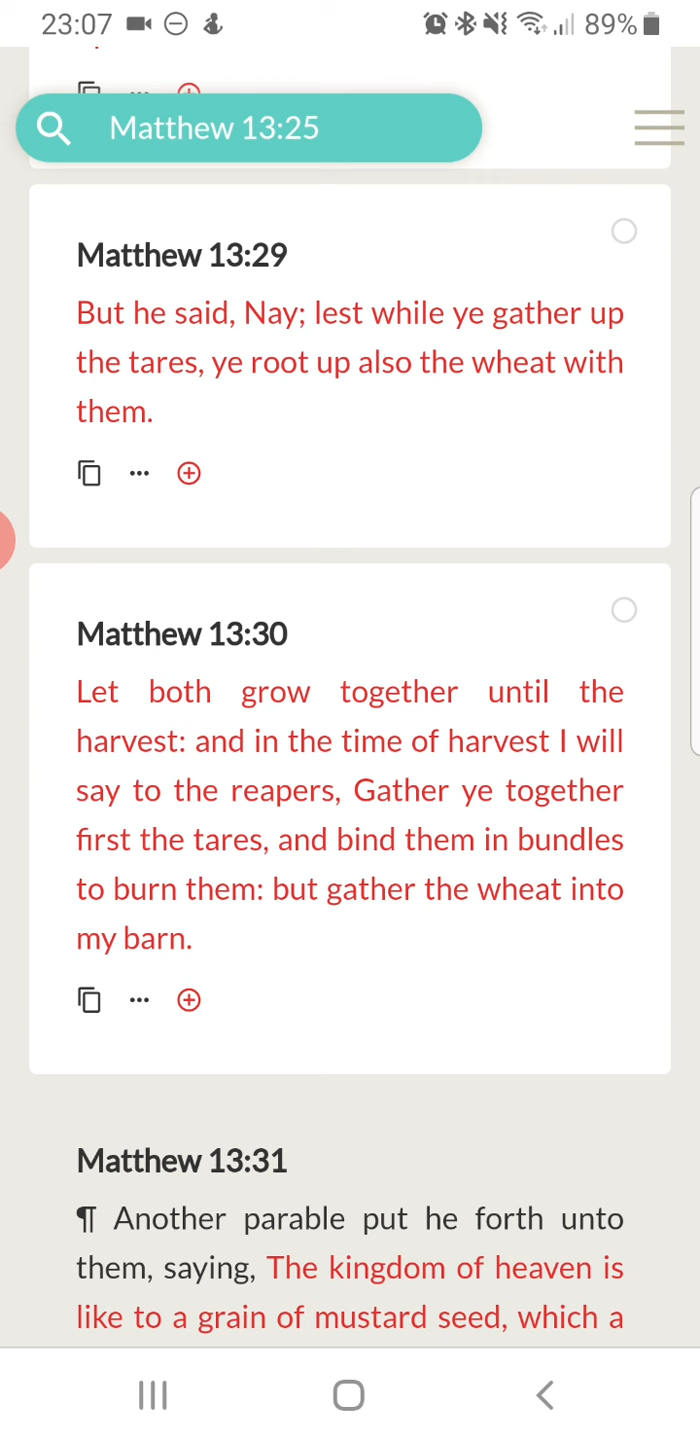 23:07
89%
Matthew 13:25
Matthew 13:29
But he said, Nay; lest while ye gather up
the tares, ye root up also the wheat with
them.
Matthew 13:30
Let both grow together until the
harvest: and in the time of harvest I will
say to the reapers, Gather ye together
first the tares, and bind them in bundles
to burn them: but gather the wheat into
my barn.
Matthew 13:31
¶ Another parable put he forth unto
them, saying, The kingdom of heaven is
like to a grain of mustard seed, which a